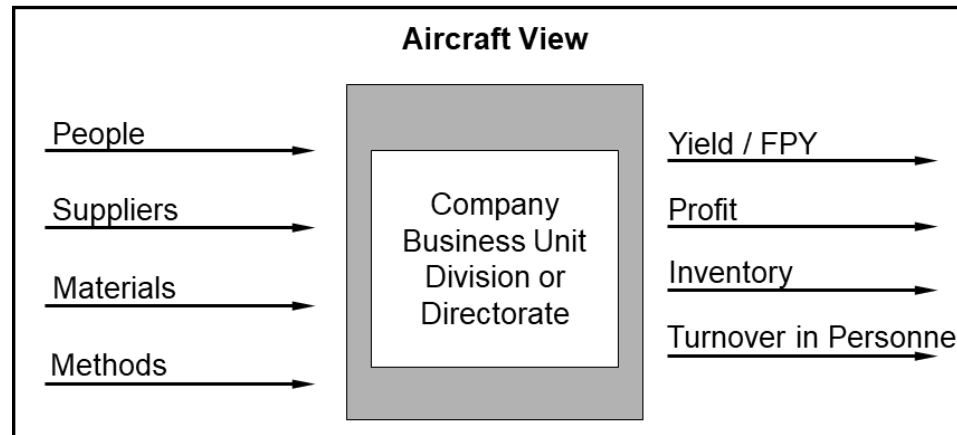 Aircraft View
People
Suppliers
Materials
Methods
Company
Business Unit
Division or
Directorate
Yield / FPY
Profit
Inventory
Turnover in Personne